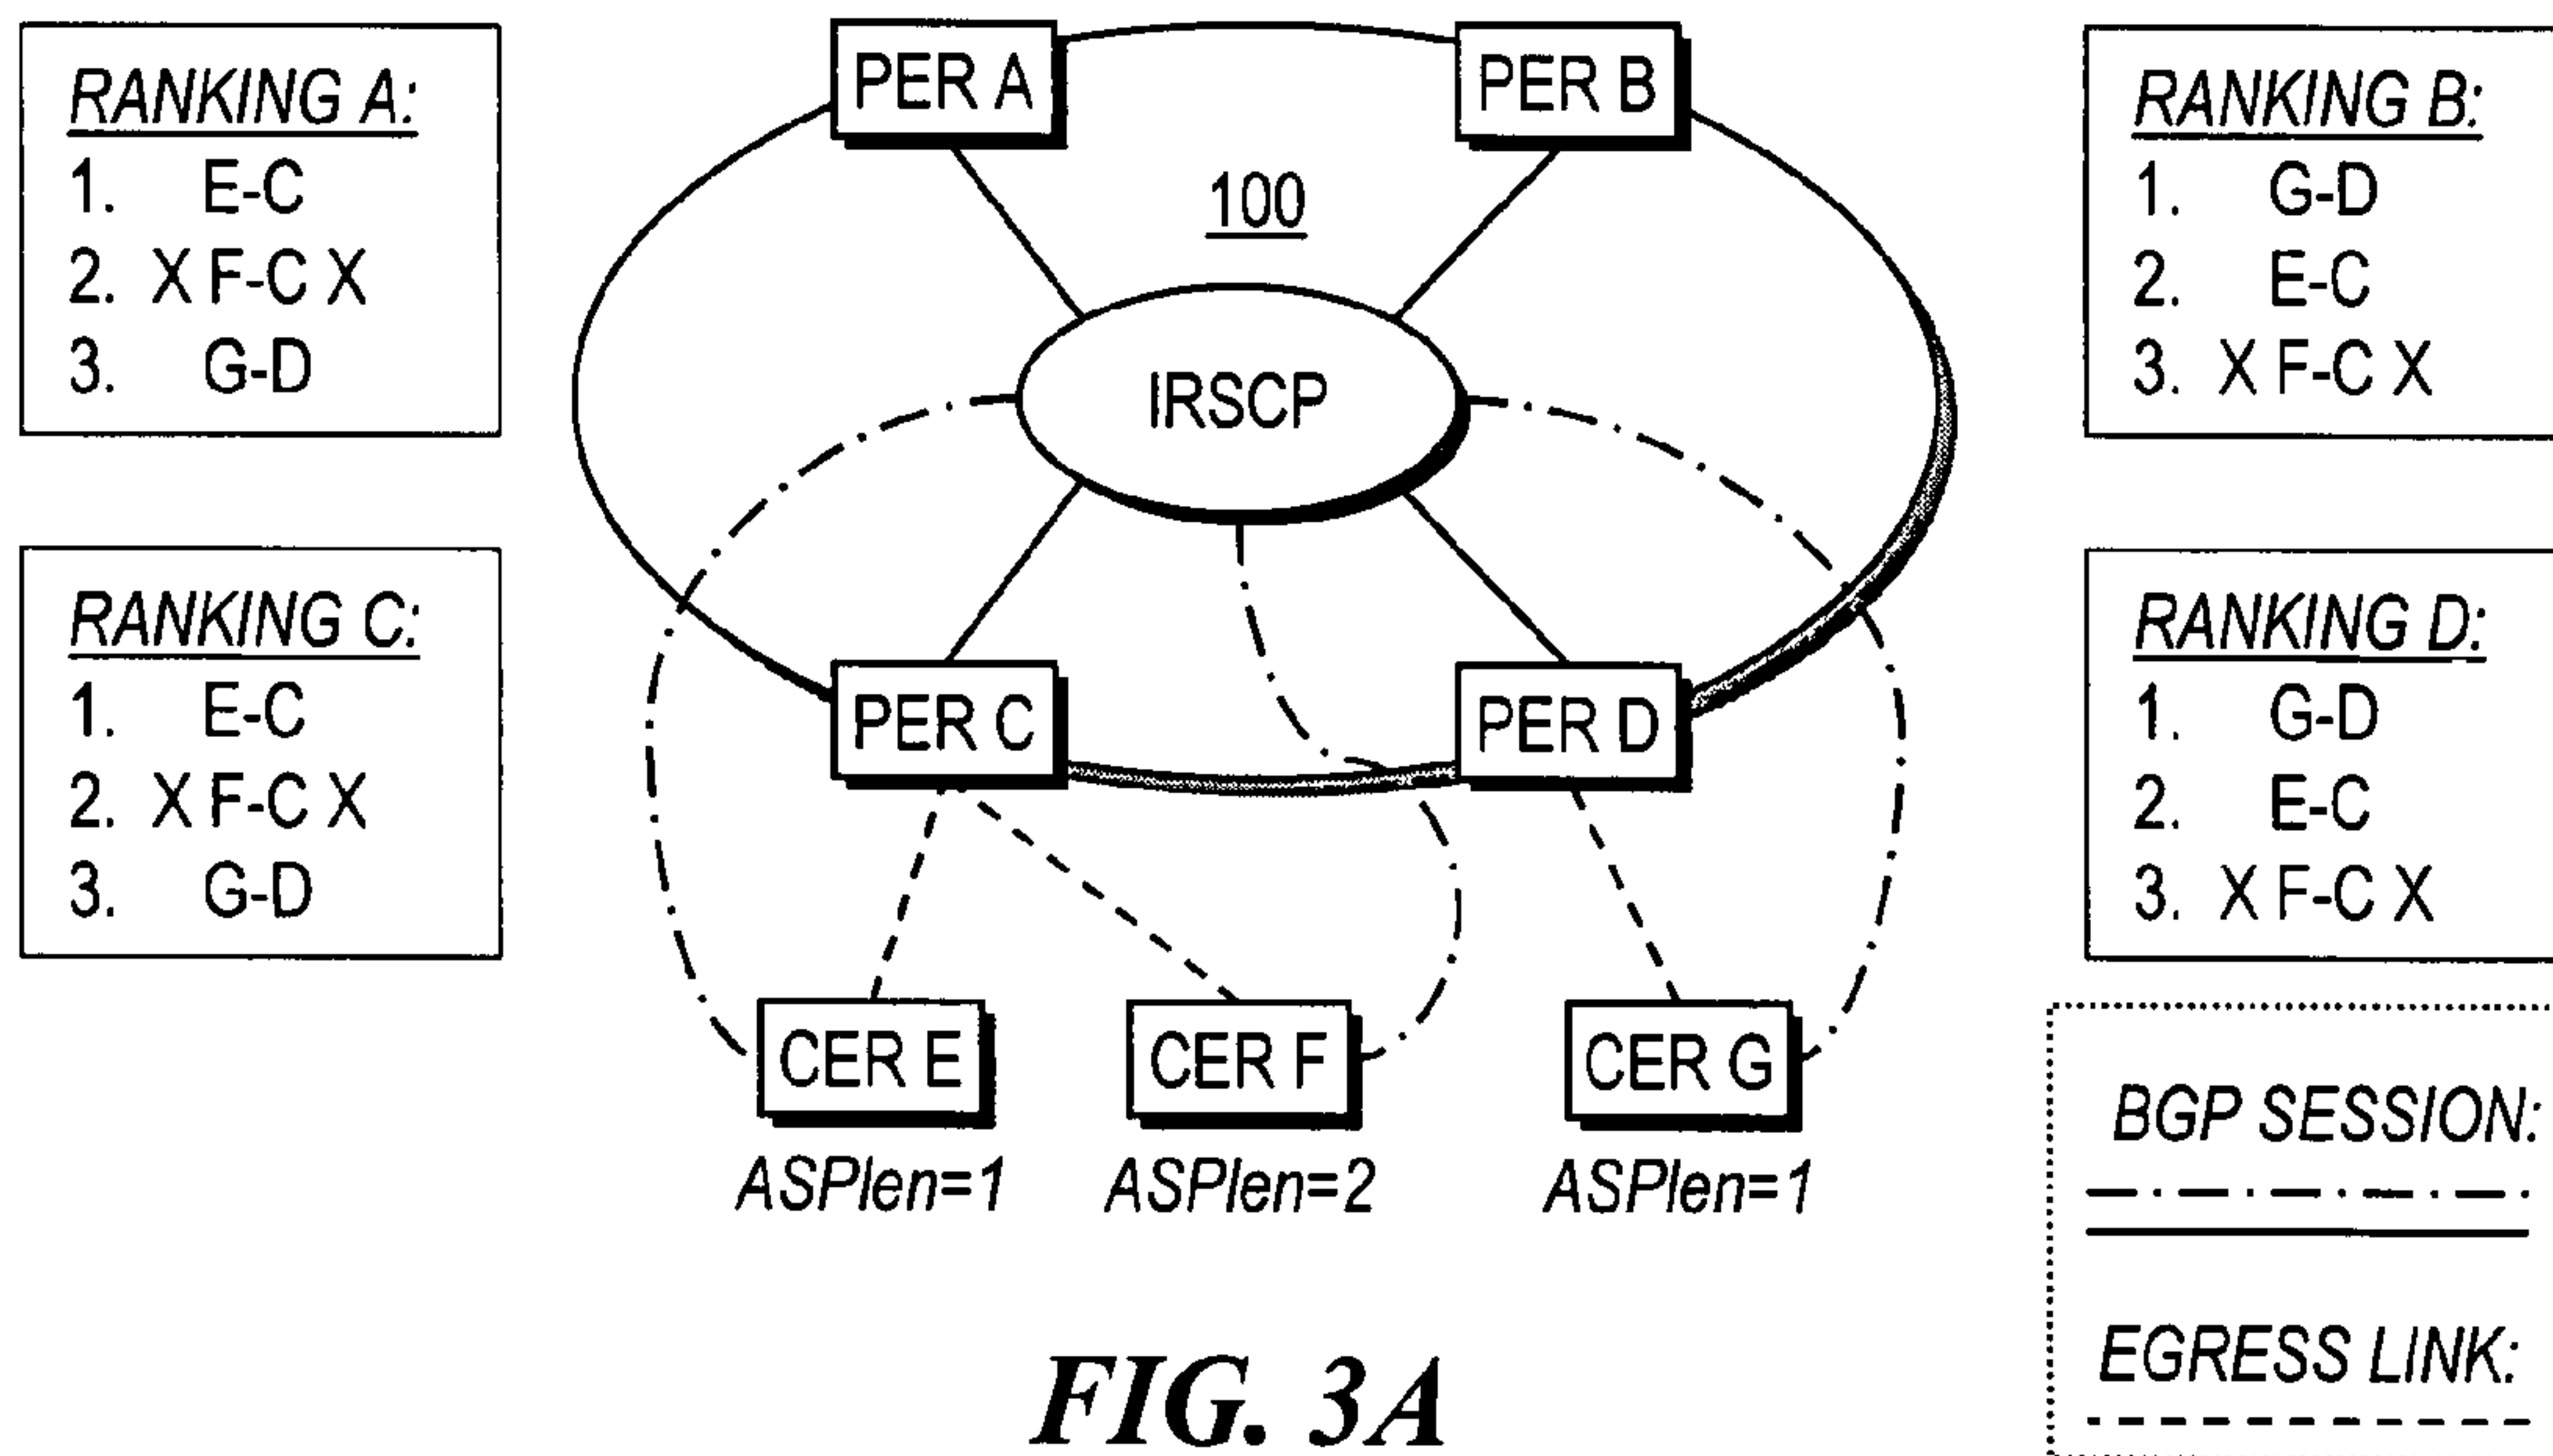 RANKING A:
1. E-C
2. X F-C X
3. G-D
RANKING C:
1. E-C
2. X F-C X
3. G-D
PER A
PER B
100
IRSCP
PER C
PER D
CER E
CER F
CER G
ASPlen=1
ASPlen=2
ASPlen=1
RANKING B:
1. G-D
2. E-C
3. X F-C X
RANKING D:
1. G-D
2. E-C
3. X F-C X
BGP SESSION:
EGRESS LINK:
FIG. 3A